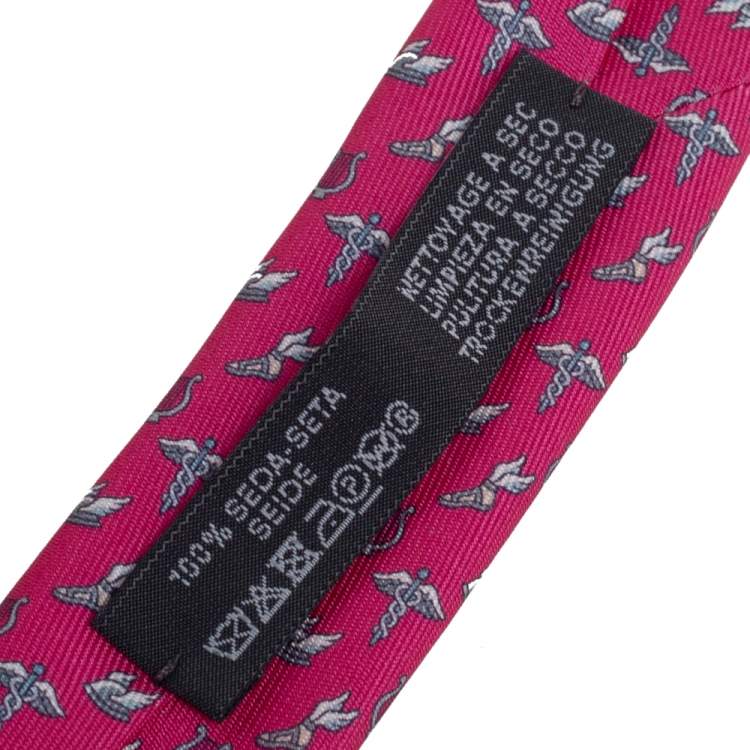 NETTOYAGE A SEC
LIMPIEZA EN SECO
PULITURA A SECCO
TROCKENREINIGUNG
100% SEDA-SETA
SEIDE